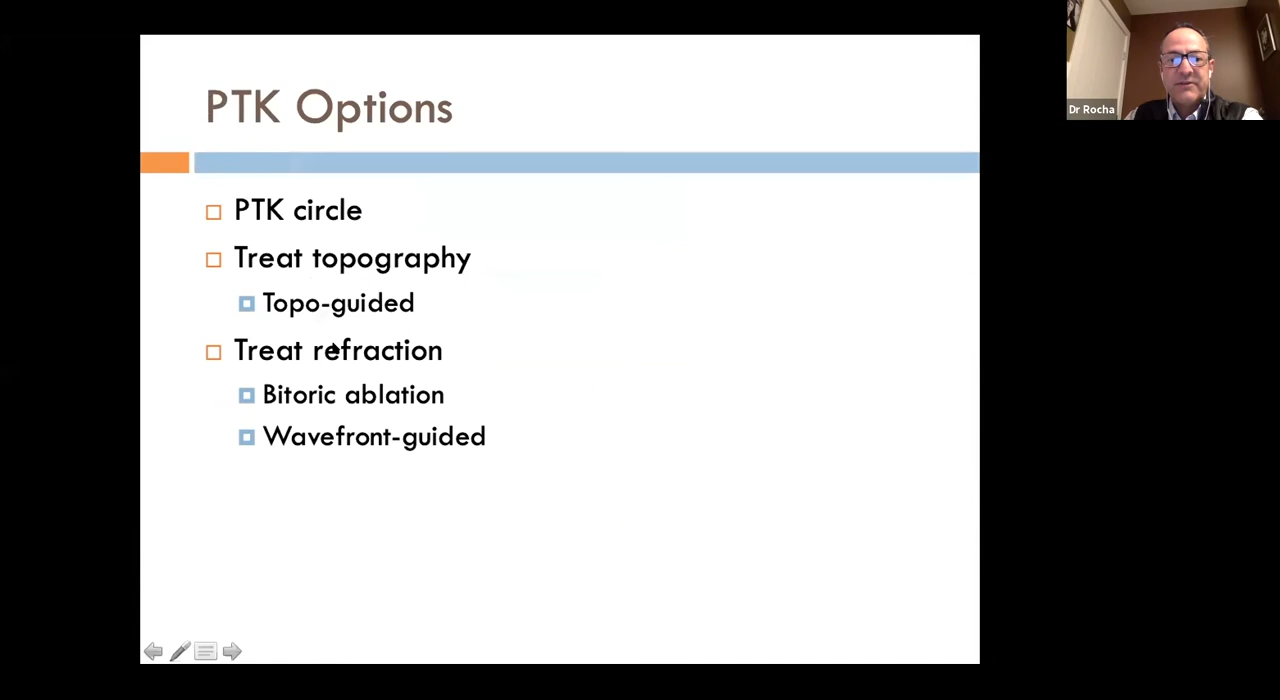 PTK Options
PTK circle
Treat topography
Topo-guided
Treat refraction
Bitoric ablation
Wavefront-guided
Dr Rocha